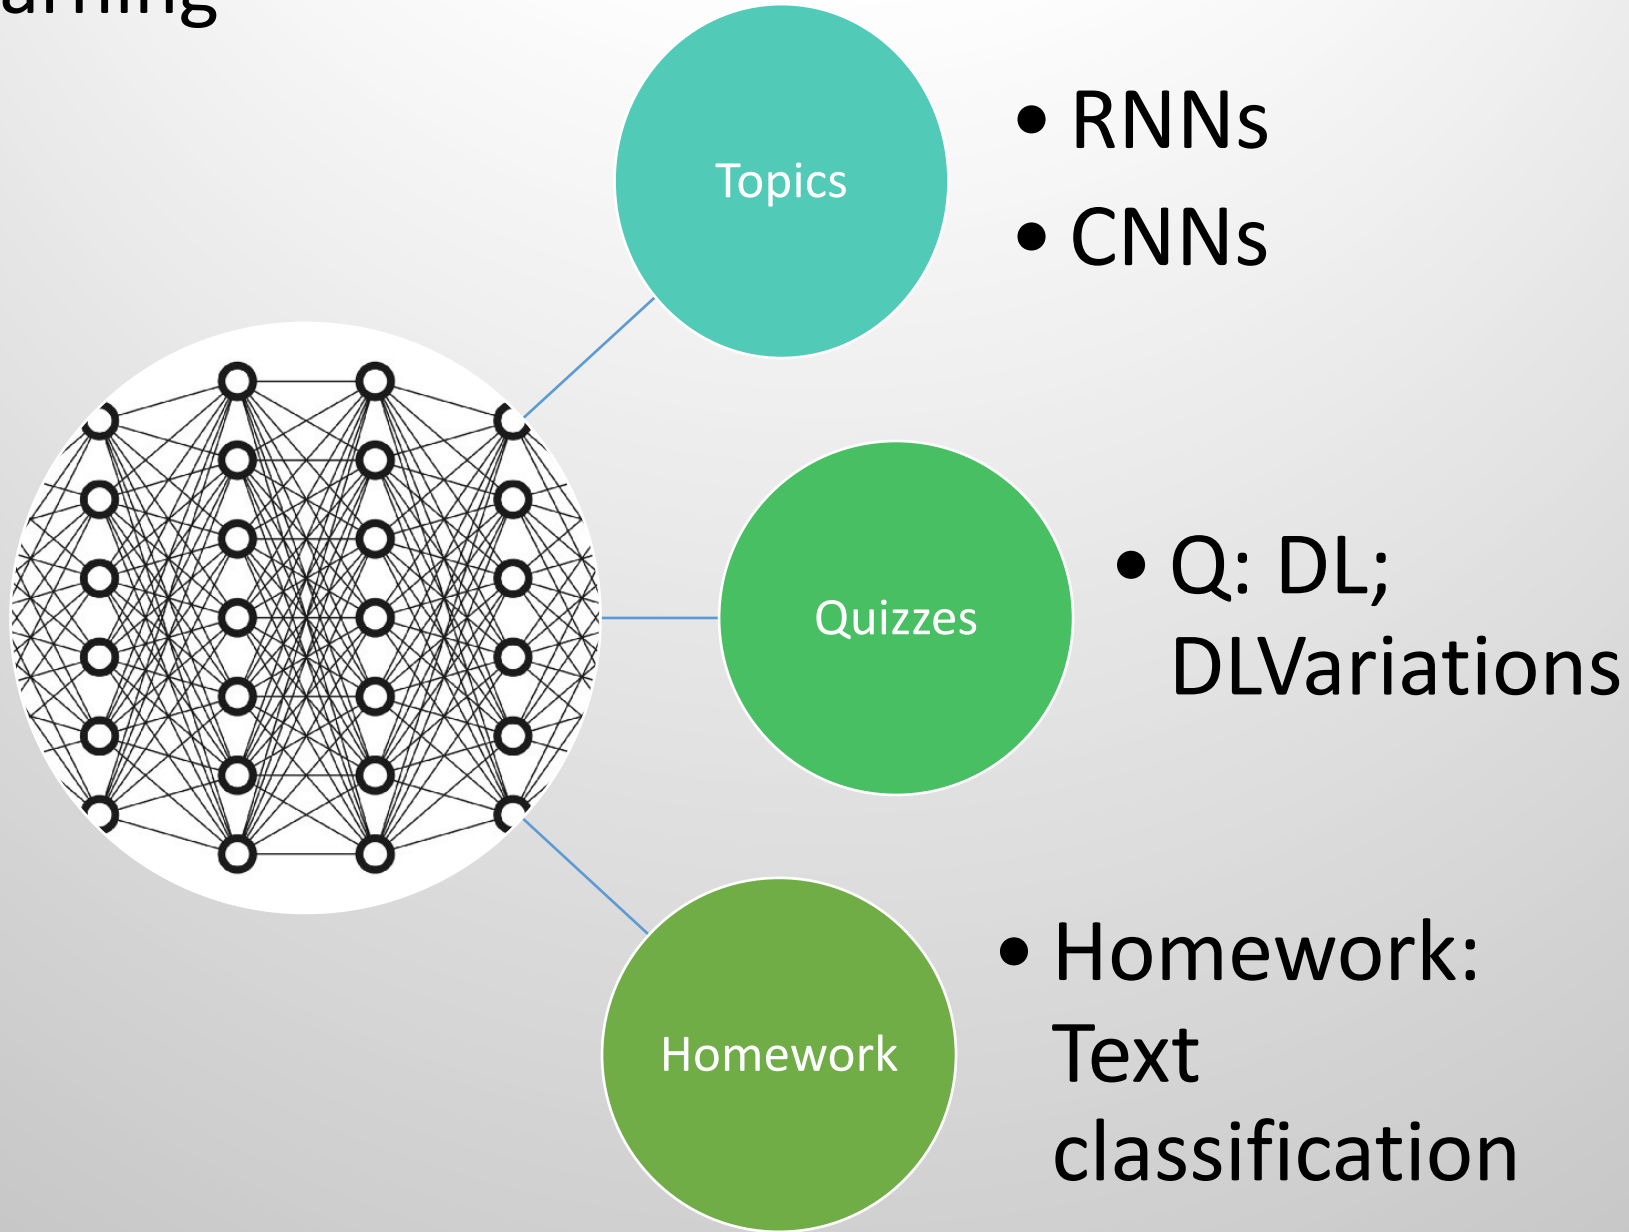 Topics
• RNNs
• CNNs
Quizzes
• Q: DL;
DLVariations
Homework
• Homework:
Text
classification